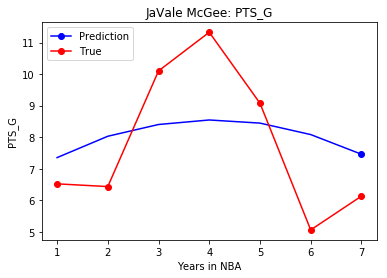 JaVale McGee: PTS_G
Prediction
True
11
10
9
8
7
6
5
PTS_G
1 2 3 4 5 6 7
Years in NBA